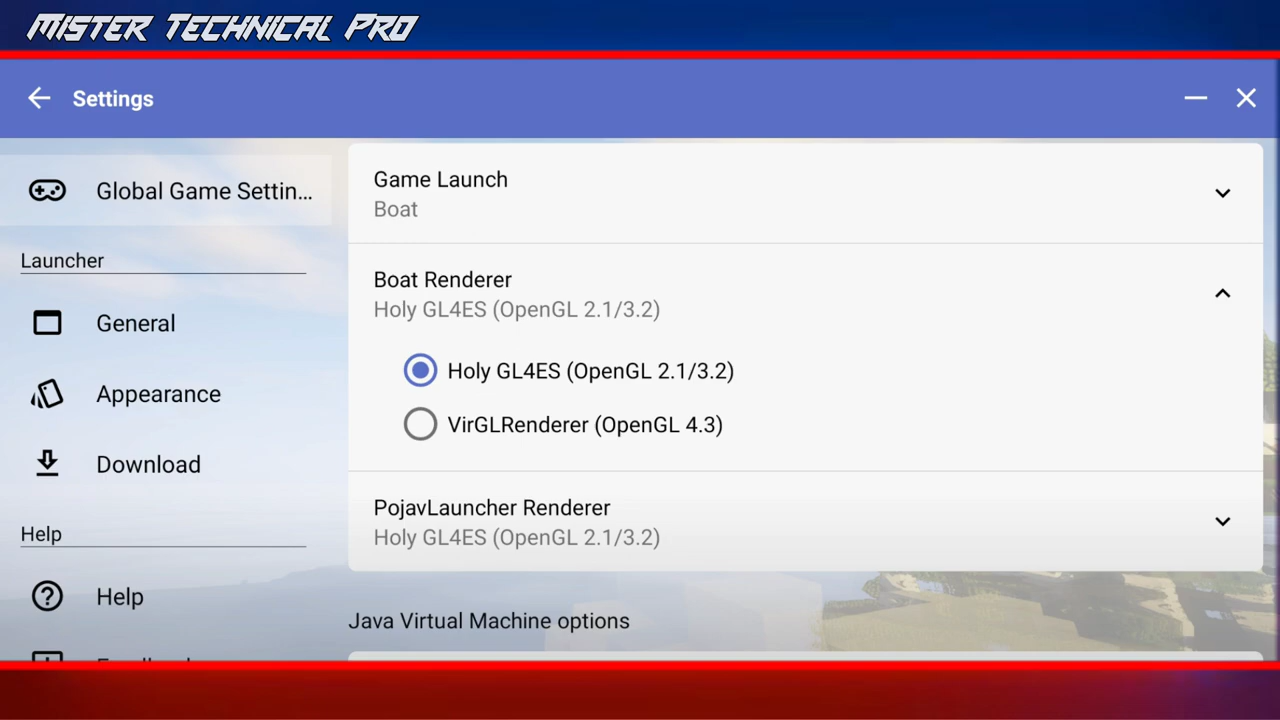 Mister Technical Pro
Settings
Global Game Settin...
Launcher
General
Appearance
Download
Help
Help
Game Launch
Boat
Boat Renderer
Holy GL4ES (OpenGL 2.1/3.2)
Holy GL4ES (OpenGL 2.1/3.2)
VirGLRenderer (OpenGL 4.3)
PojavLauncher Renderer
Holy GL4ES (OpenGL 2.1/3.2)
Java Virtual Machine options